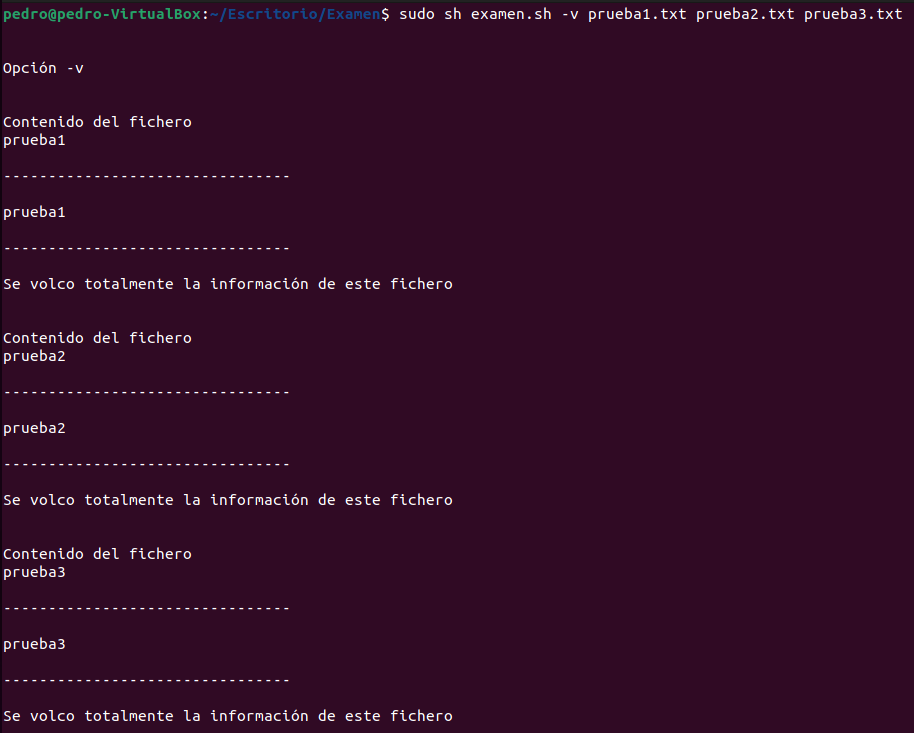 pedro@pedro-VirtualBox:~/Escritorio/Examen$ sudo sh examen.sh -v prueba1.txt prueba2.txt prueba3.txt
Opción -v
Contenido del fichero
prueba1
--------------------------------
prueba1
--------------------------------
Se volco totalmente la información de este fichero
Contenido del fichero
prueba2
--------------------------------
prueba2
--------------------------------
Se volco totalmente la información de este fichero
Contenido del fichero
prueba3
--------------------------------
prueba3
--------------------------------
Se volco totalmente la información de este fichero